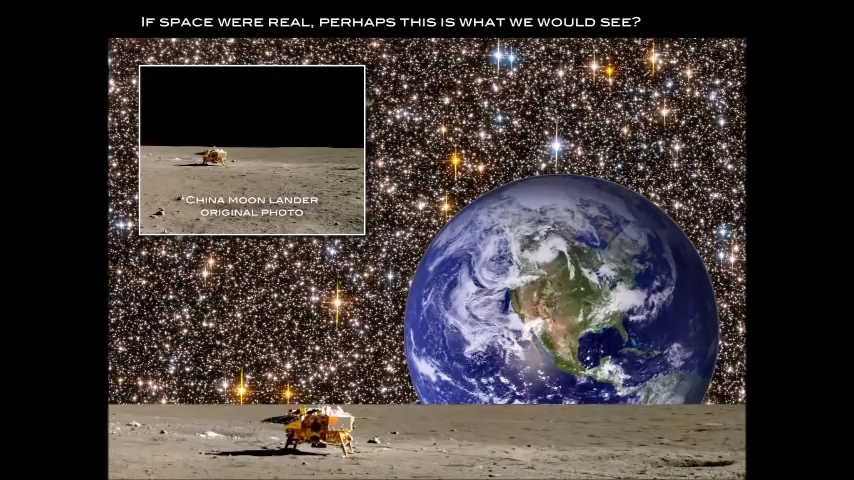 If space were real, perhaps this is what we would see?
*China moon lander
original photo